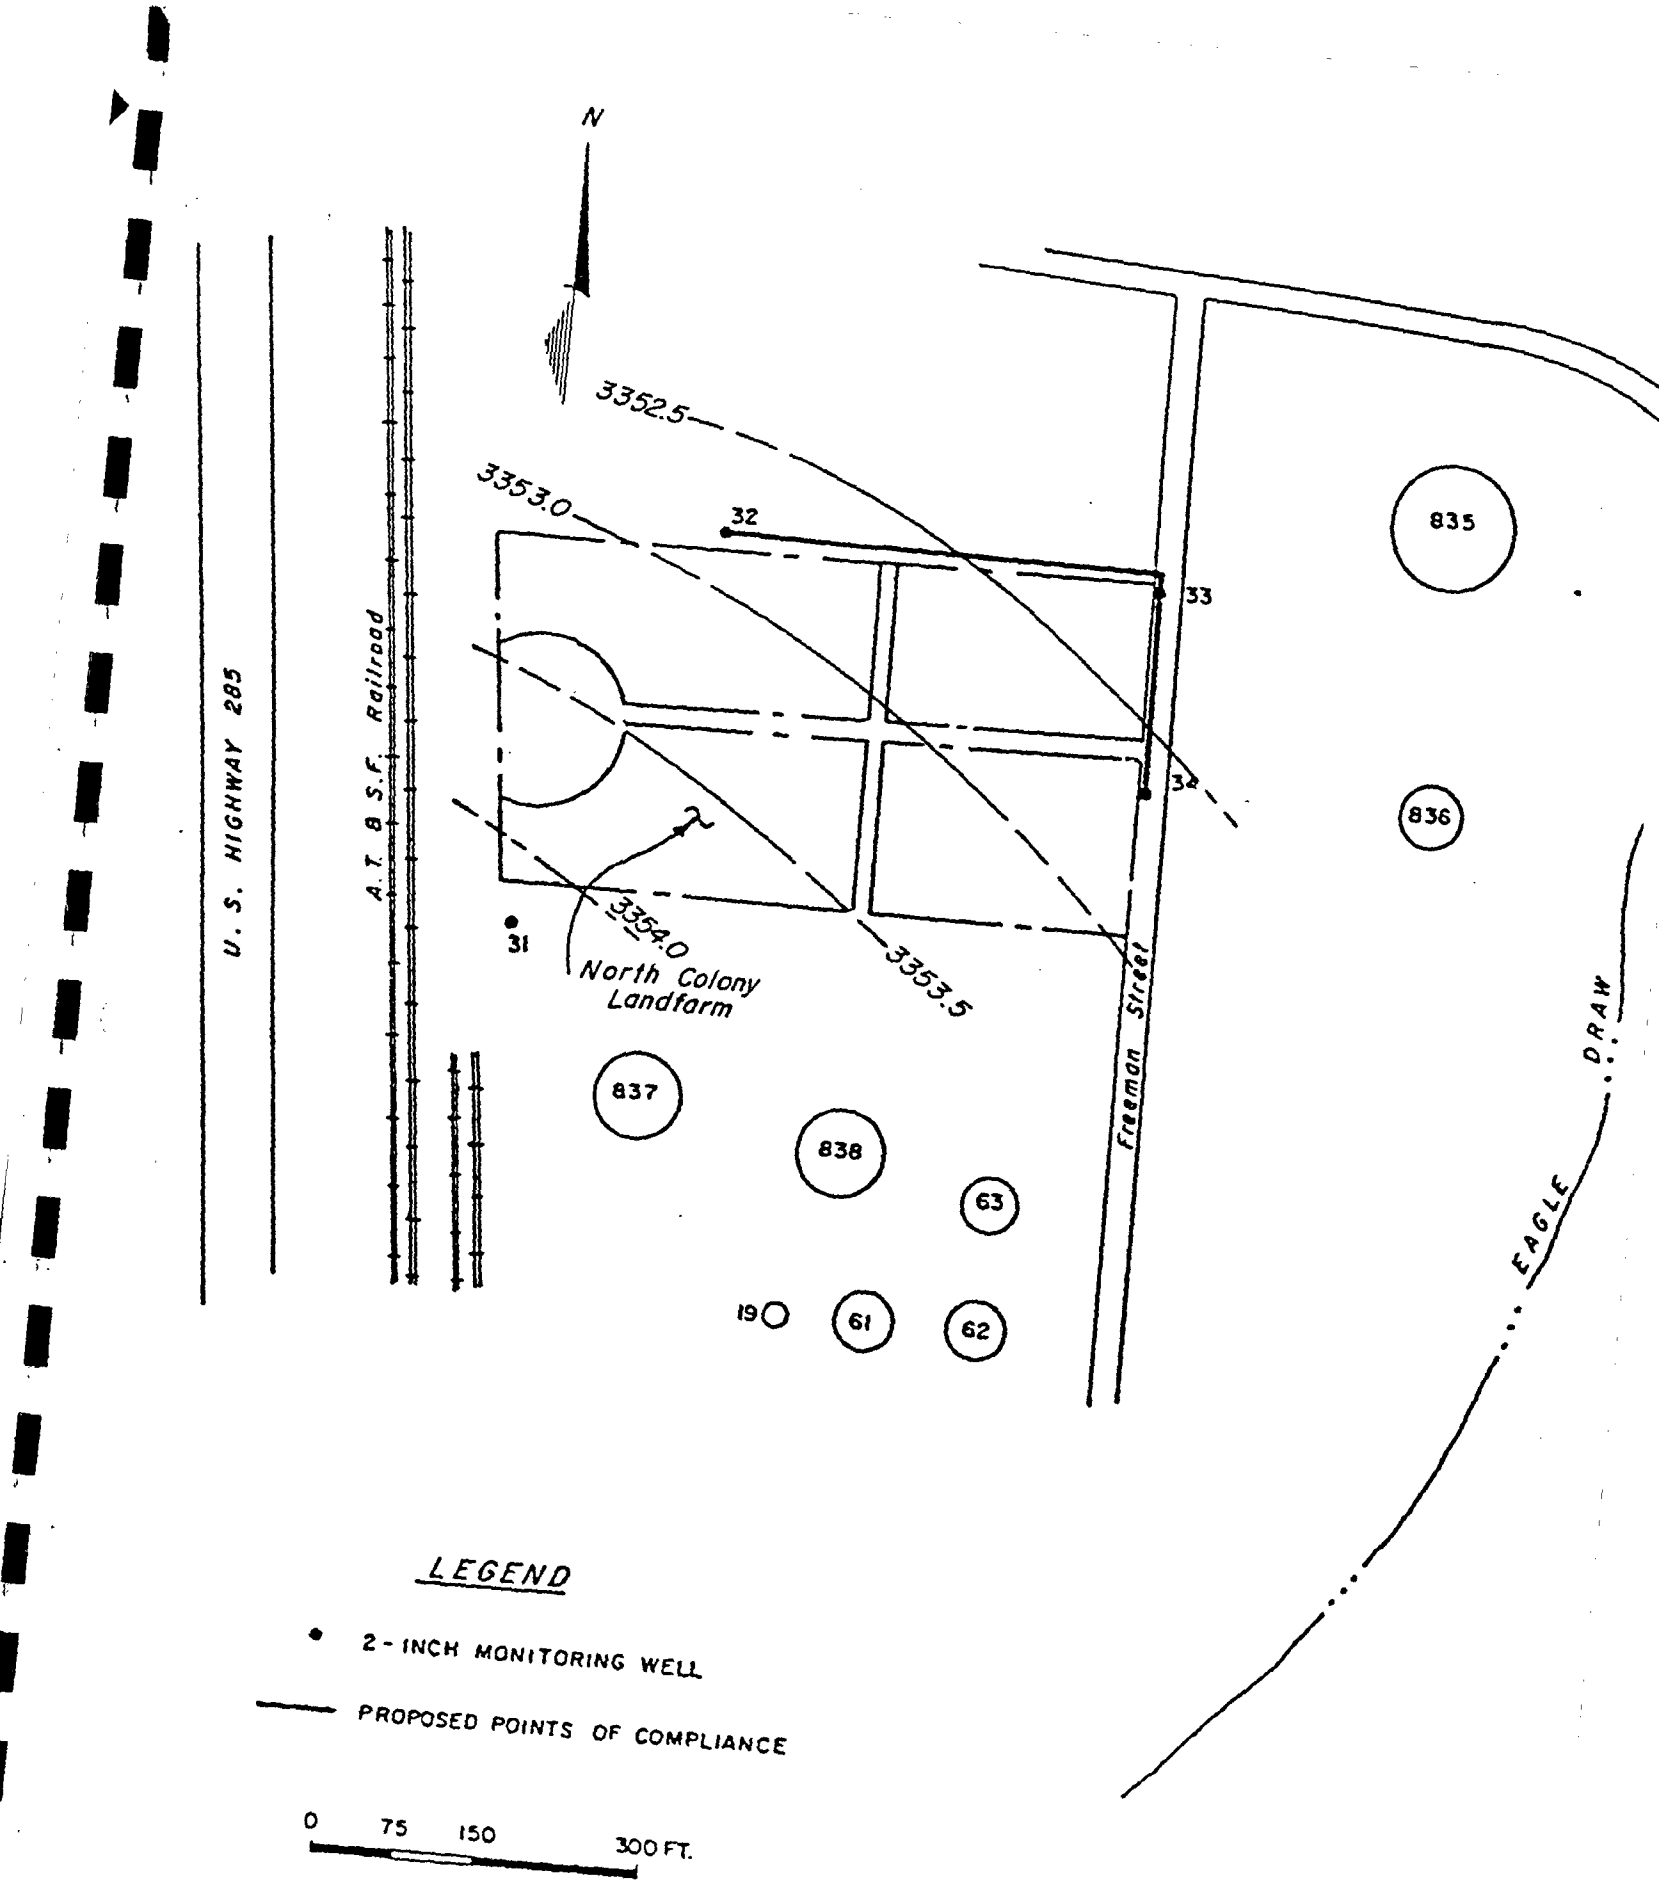 N
3352.5
3353.0
32
33
835
34
836
U. S. HIGHWAY 285
A.T. B S.F. Railroad
31
3354.0
3353.5
North Colony
Landfarm
Freeman Street
EAGLE DRAW
837
838
63
19
61
62
LEGEND
2-INCH MONITORING WELL
PROPOSED POINTS OF COMPLIANCE
0 75 150 300 FT.